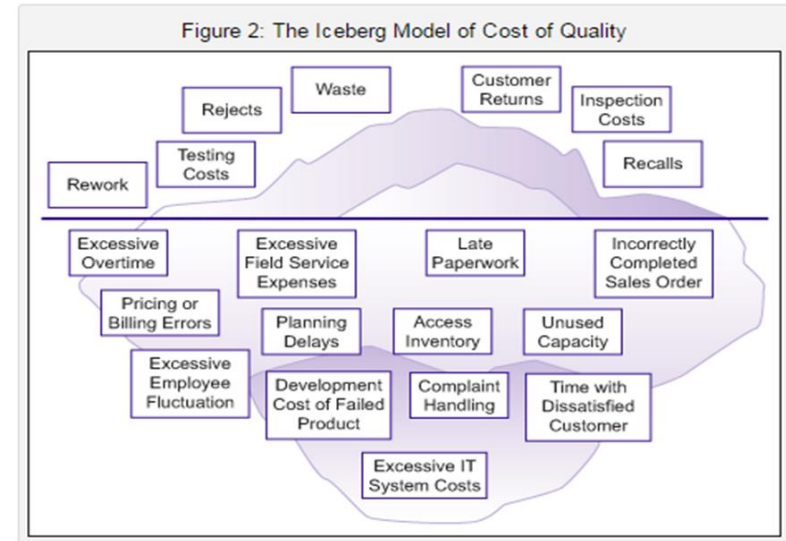 Figure 2: The Iceberg Model of Cost of Quality
Waste
Customer
Returns
Rejects
Inspection
Costs
Testing
Costs
Recalls
Rework
Excessive
Overtime
Excessive
Field Service
Expenses
Late
Paperwork
Incorrectly
Completed
Sales Order
Pricing or
Billing Errors
Planning
Delays
Access
Inventory
Unused
Capacity
Excessive
Employee
Fluctuation
Development
Cost of Failed
Product
Complaint
Handling
Time with
Dissatisfied
Customer
Excessive IT
System Costs